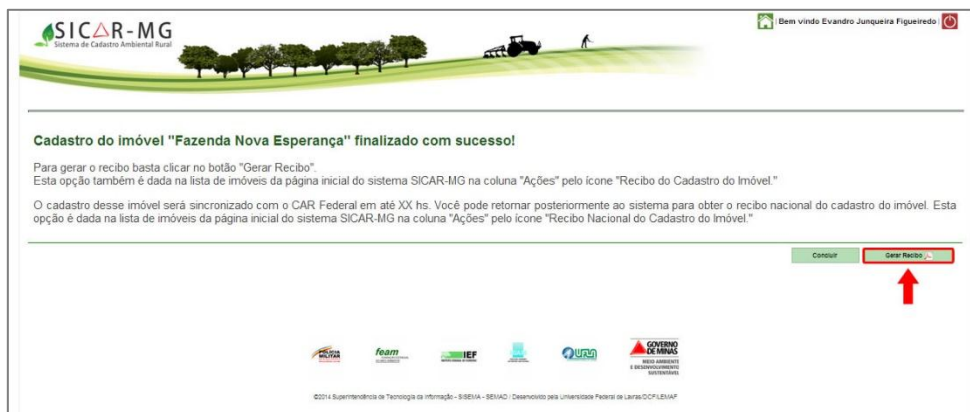 SICAR-MG
Sistema de Cadastro Ambiental Rural
Bem vindo Evandro Junqueira Figueiredo
Cadastro do imóvel "Fazenda Nova Esperança" finalizado com sucesso!
Para gerar o recibo basta clicar no botão "Gerar Recibo".
Esta opção também é dada na lista de imóveis da página inicial do sistema SICAR-MG na coluna "Ações" pelo ícone "Recibo do Cadastro do Imóvel."
O cadastro desse imóvel será sincronizado com o CAR Federal em até XX hs. Você pode retornar posteriormente ao sistema para obter o recibo nacional do cadastro do imóvel. Esta
opção é dada na lista de imóveis da página inicial do sistema SICAR-MG na coluna "Ações" pelo ícone "Recibo Nacional do Cadastro do Imóvel."
Concluir
Gerar Recibo
POLÍCIA
MILITAR
feam
IEF
GOVERNO
DE MINAS
MEIO AMBIENTE
E DESENVOLVIMENTO
SUSTENTÁVEL
©2014 Superintendência de Tecnologia da Informação - SISEMA - SEMAD | Desenvolvido pela Universidade Federal de Lavras/DCF/LEMAF